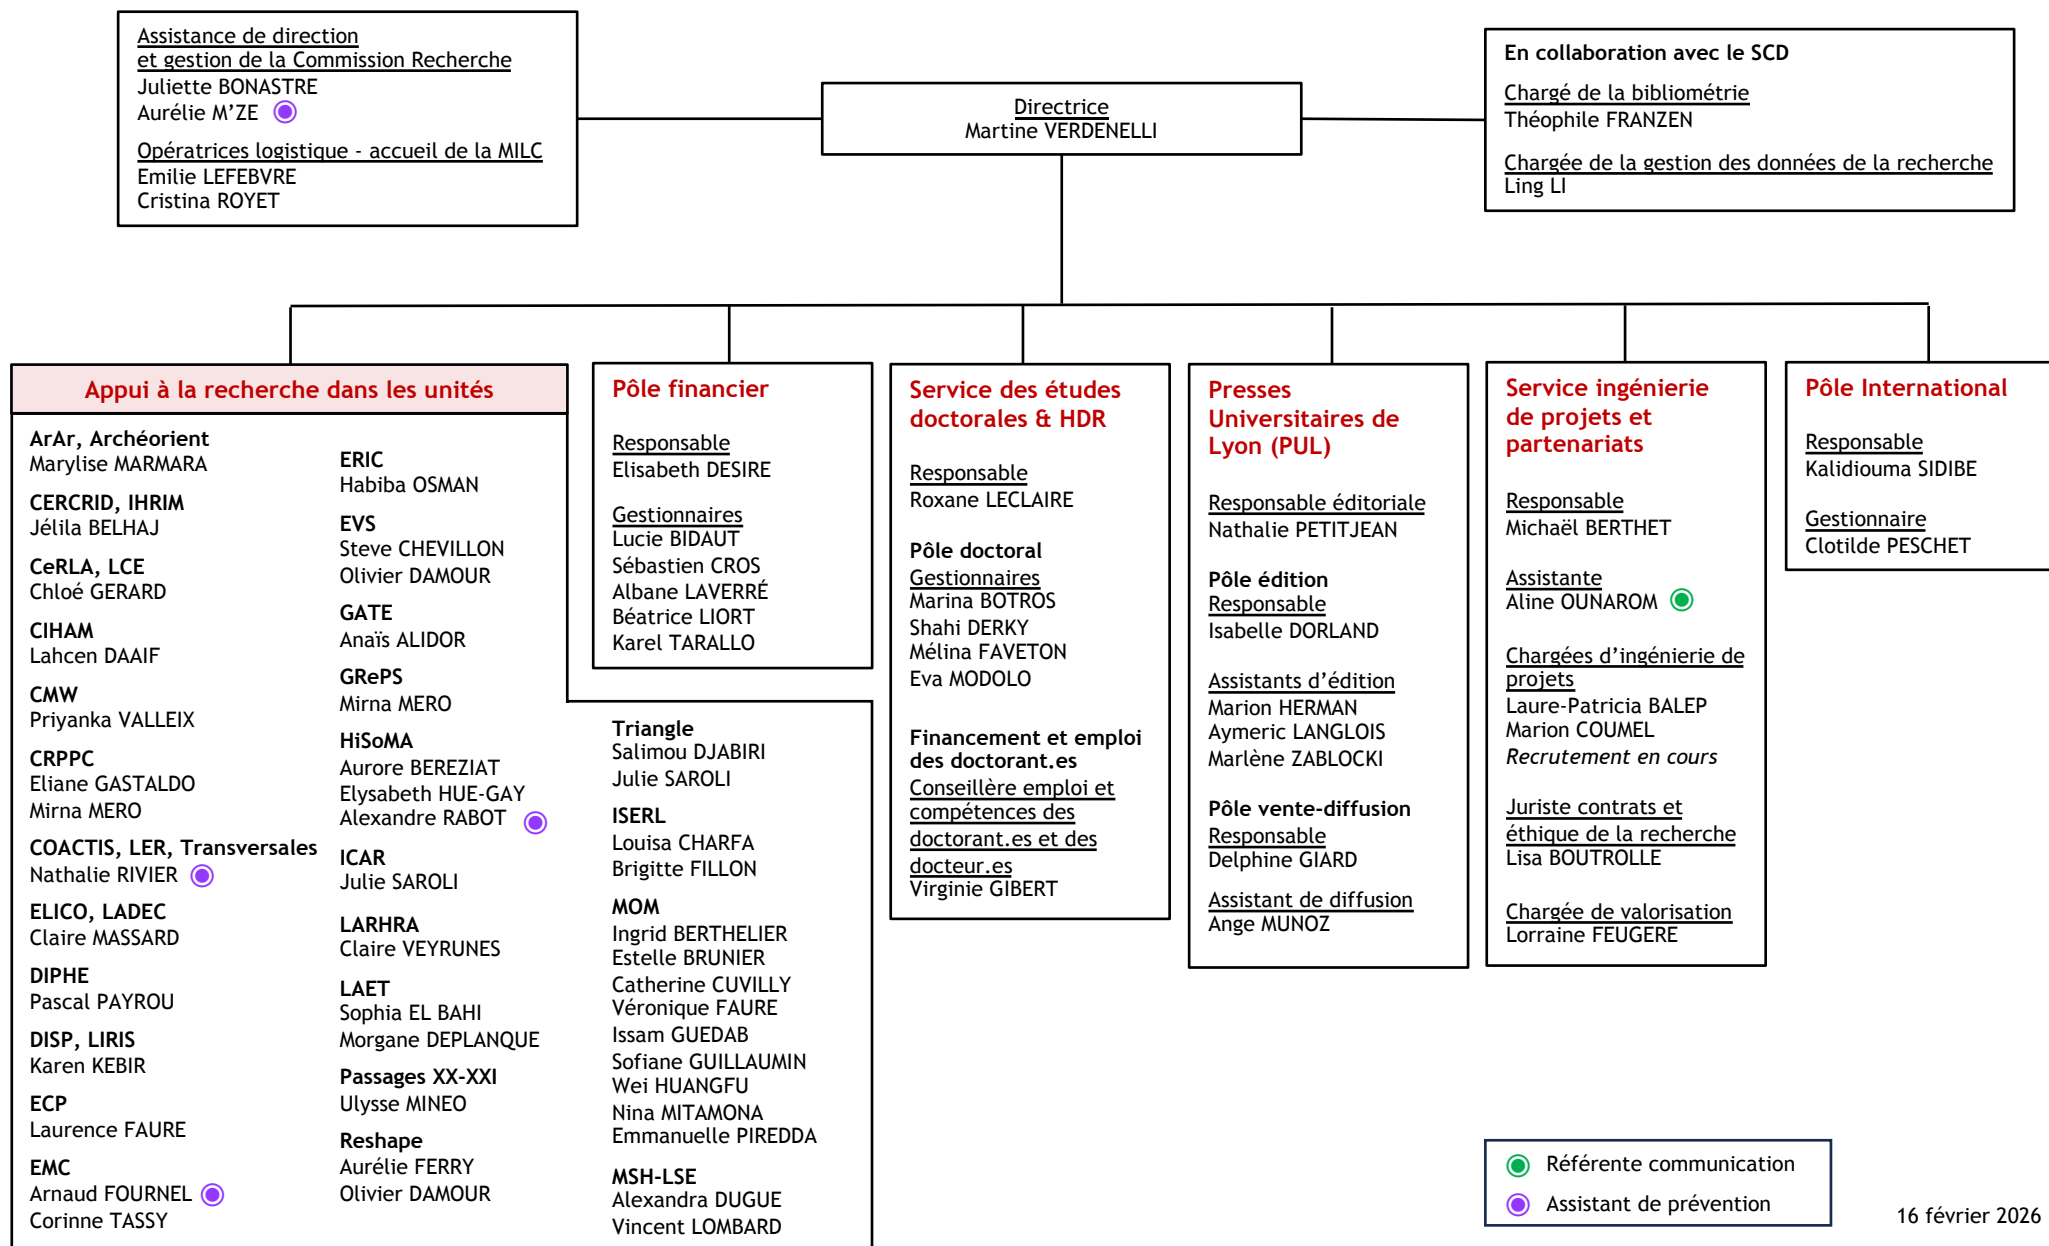 Assistance de direction
et gestion de la Commission Recherche
Juliette BONASTRE
Aurélie M’ZE
Opératrices logistique - accueil de la MILC
Emilie LEFEBVRE
Cristina ROYET
Directrice
Martine VERDENELLI
En collaboration avec le SCD
Chargé de la bibliométrie
Théophile FRANZEN
Chargée de la gestion des données de la recherche
Ling LI
Appui à la recherche dans les unités
ArAr, Archéorient
Marylise MARMARA
CERCRID, IHRIM
Jélila BELHAJ
CeRLA, LCE
Chloé GERARD
CIHAM
Lahcen DAAIF
CMW
Priyanka VALLEIX
CRPPC
Eliane GASTALDO
Mirna MERO
COACTIS, LER, Transversales
Nathalie RIVIER
ELICO, LADEC
Claire MASSARD
DIPHE
Pascal PAYROU
DISP, LIRIS
Karen KEBIR
ECP
Laurence FAURE
EMC
Arnaud FOURNEL
Corinne TASSY
ERIC
Habiba OSMAN
EVS
Steve CHEVILLON
Olivier DAMOUR
GATE
Anaïs ALIDOR
GRePS
Mirna MERO
HiSoMA
Aurore BEREZIAT
Elysabeth HUE-GAY
Alexandre RABOT
ICAR
Julie SAROLI
LARHRA
Claire VEYRUNES
LAET
Sophia EL BAHI
Morgane DEPLANQUE
Passages XX-XXI
Ulysse MINEO
Reshape
Aurélie FERRY
Olivier DAMOUR
Triangle
Salimou DJABIRI
Julie SAROLI
ISERL
Louisa CHARFA
Brigitte FILLON
MOM
Ingrid BERTHELIER
Estelle BRUNIER
Catherine CUVILLY
Véronique FAURE
Issam GUEDAB
Sofiane GUILLAUMIN
Wei HUANGFU
Nina MITAMONA
Emmanuelle PIREDDA
MSH-LSE
Alexandra DUGUE
Vincent LOMBARD
Pôle financier
Responsable
Elisabeth DESIRE
Gestionnaires
Lucie BIDAUT
Sébastien CROS
Albane LAVERRÉ
Béatrice LIORT
Karel TARALLO
Service des études
doctorales & HDR
Responsable
Roxane LECLAIRE
Pôle doctoral
Gestionnaires
Marina BOTROS
Shahi DERKY
Mélina FAVETON
Eva MODOLO
Financement et emploi
des doctorant.es
Conseillère emploi et
compétences des
doctorant.es et des
docteur.es
Virginie GIBERT
Presses
Universitaires de
Lyon (PUL)
Responsable éditoriale
Nathalie PETITJEAN
Pôle édition
Responsable
Isabelle DORLAND
Assistants d’édition
Marion HERMAN
Aymeric LANGLOIS
Marlène ZABLOCKI
Pôle vente-diffusion
Responsable
Delphine GIARD
Assistant de diffusion
Ange MUNOZ
Service ingénierie
de projets et
partenariats
Responsable
Michaël BERTHET
Assistante
Aline OUNAROM
Chargées d’ingénierie de
projets
Laure-Patricia BALEP
Marion COUMEL
Recrutement en cours
Juriste contrats et
éthique de la recherche
Lisa BOUTROLLE
Chargée de valorisation
Lorraine FEUGERE
Pôle International
Responsable
Kalidiouma SIDIBE
Gestionnaire
Clotilde PESCHET
Référente communication
Assistant de prévention
16 février 2026